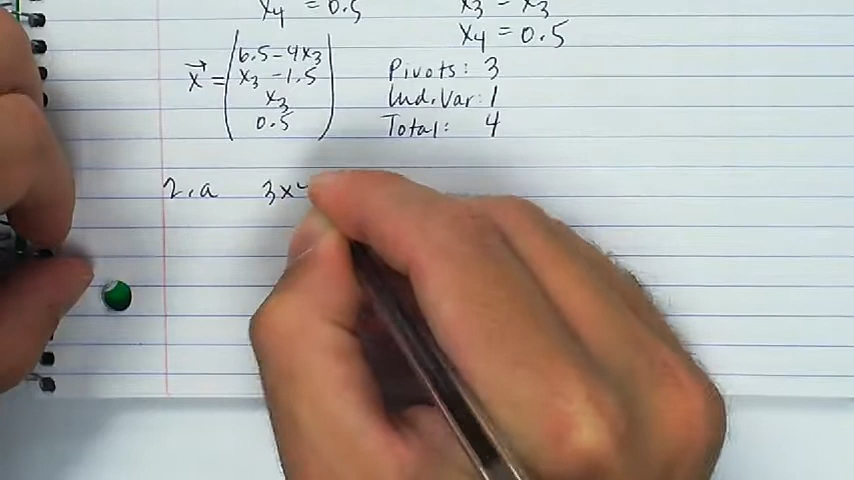 x₄ = 0.5
x₃ = x₃
x₄ = 0.5
x⃗ = (6.5 - 4x₃
x₃ - 1.5
x₃
0.5)
Pivots: 3
Ind. Var: 1
Total: 4
2.a 3x